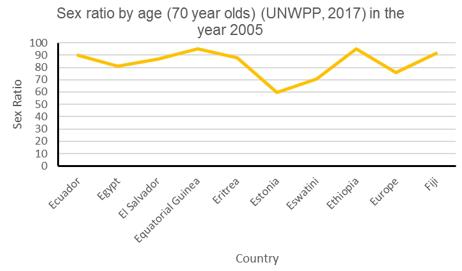 Sex ratio by age (70 year olds) (UNWPP, 2017) in the
year 2005
100
90
80
70
60
50
40
30
20
10
0
Sex Ratio
Ecuador
Egypt
El Salvador
Equatorial Guinea
Eritrea
Estonia
Eswatini
Ethiopia
Europe
Fiji
Country